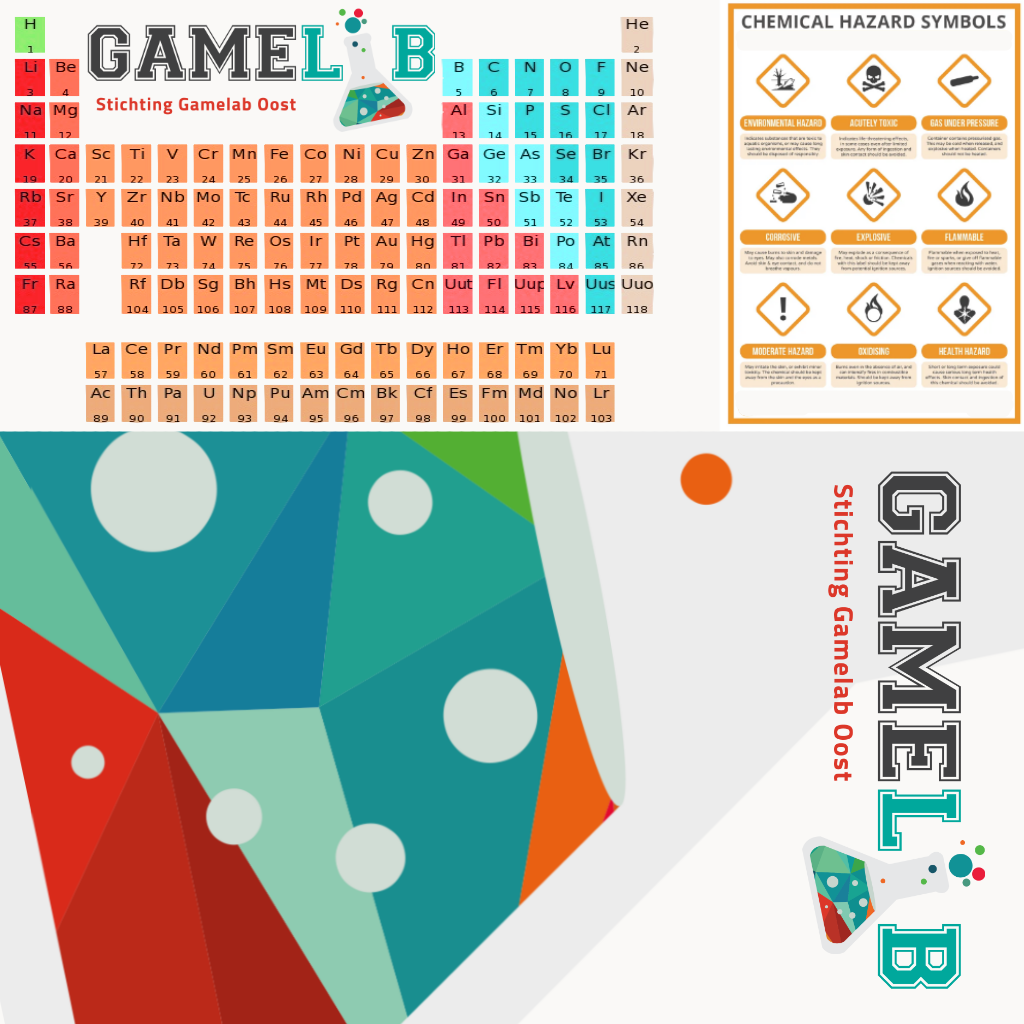 GAMEL B
Stichting Gamelab Oost
H He
1 2
Li Be B C N O F Ne
3 4 5 6 7 8 9 10
Na Mg Al Si P S Cl Ar
11 12 13 14 15 16 17 18
K Ca Sc Ti V Cr Mn Fe Co Ni Cu Zn Ga Ge As Se Br Kr
19 20 21 22 23 24 25 26 27 28 29 30 31 32 33 34 35 36
Rb Sr Y Zr Nb Mo Tc Ru Rh Pd Ag Cd In Sn Sb Te I Xe
37 38 39 40 41 42 43 44 45 46 47 48 49 50 51 52 53 54
Cs Ba Hf Ta W Re Os Ir Pt Au Hg Tl Pb Bi Po At Rn
55 56 72 73 74 75 76 77 78 79 80 81 82 83 84 85 86
Fr Ra Rf Db Sg Bh Hs Mt Ds Rg Cn Uut Fl Uup Lv Uus Uuo
87 88 104 105 106 107 108 109 110 111 112 113 114 115 116 117 118
La Ce Pr Nd Pm Sm Eu Gd Tb Dy Ho Er Tm Yb Lu
57 58 59 60 61 62 63 64 65 66 67 68 69 70 71
Ac Th Pa U Np Pu Am Cm Bk Cf Es Fm Md No Lr
89 90 91 92 93 94 95 96 97 98 99 100 101 102 103
CHEMICAL HAZARD SYMBOLS
ENVIRONMENTAL HAZARD ACUTELY TOXIC GAS UNDER PRESSURE
CORROSIVE EXPLOSIVE FLAMMABLE
MODERATE HAZARD OXIDISING HEALTH HAZARD
GAMEL B
Stichting Gamelab Oost